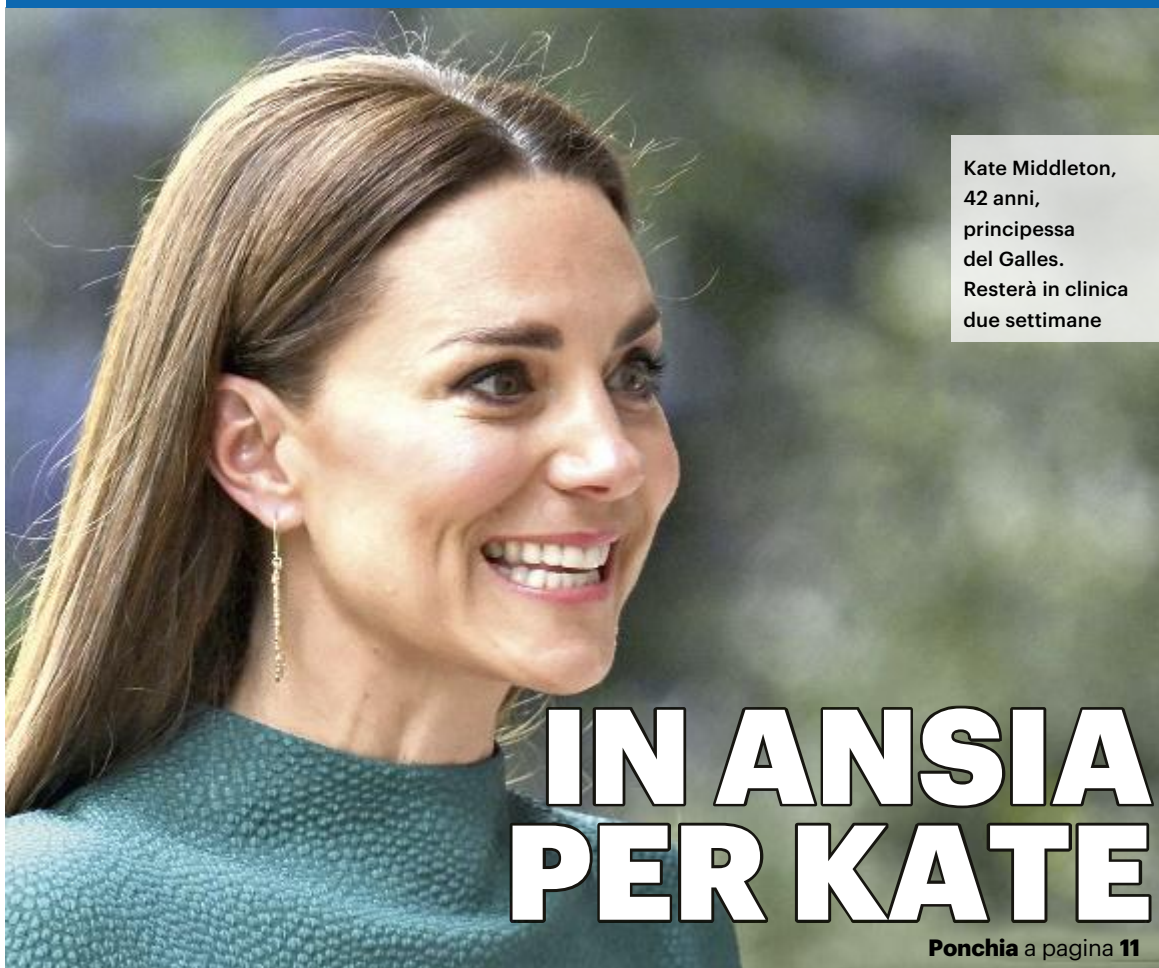 Kate Middleton,
42 anni,
principessa
del Galles.
Resterà in clinica
due settimane
IN ANSIA
PER KATE
Ponchia a pagina 11